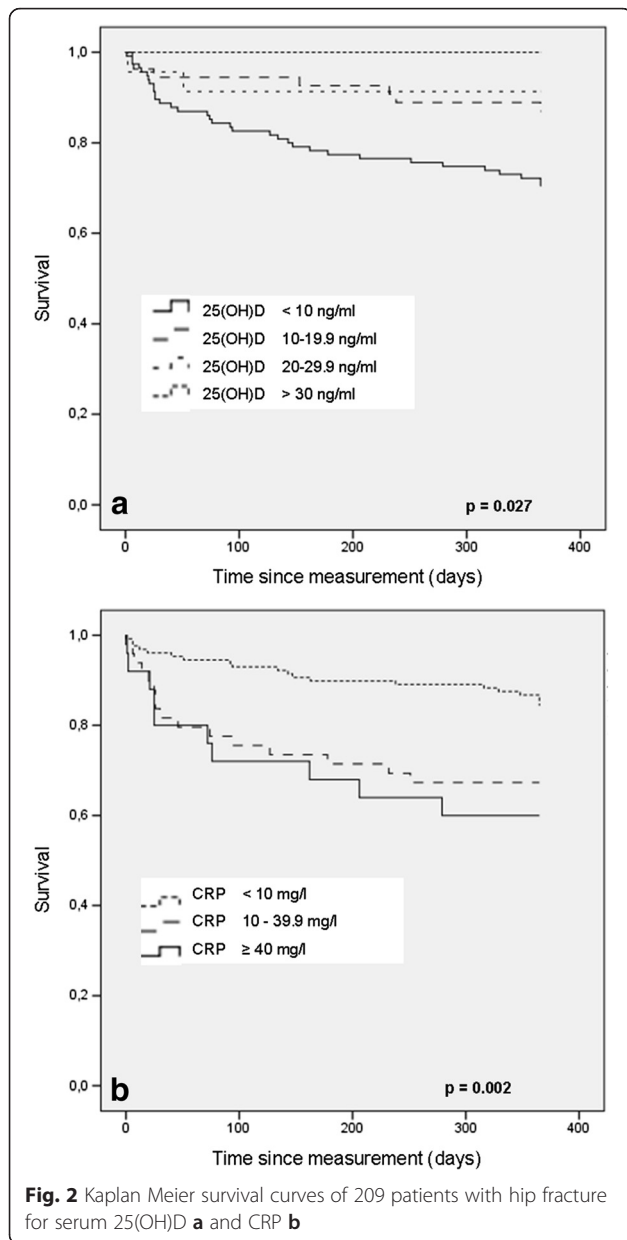 1,0
0,8
0,6
0,4
0,2
0,0
Survival
25(OH)D < 10 ng/ml
25(OH)D 10-19.9 ng/ml
25(OH)D 20-29.9 ng/ml
25(OH)D > 30 ng/ml
a
p = 0.027
0 100 200 300 400
Time since measurement (days)
1,0
0,8
0,6
0,4
0,2
0,0
Survival
CRP < 10 mg/l
CRP 10 - 39.9 mg/l
CRP ≥ 40 mg/l
b
p = 0.002
0 100 200 300 400
Time since measurement (days)
Fig. 2 Kaplan Meier survival curves of 209 patients with hip fracture
for serum 25(OH)D a and CRP b